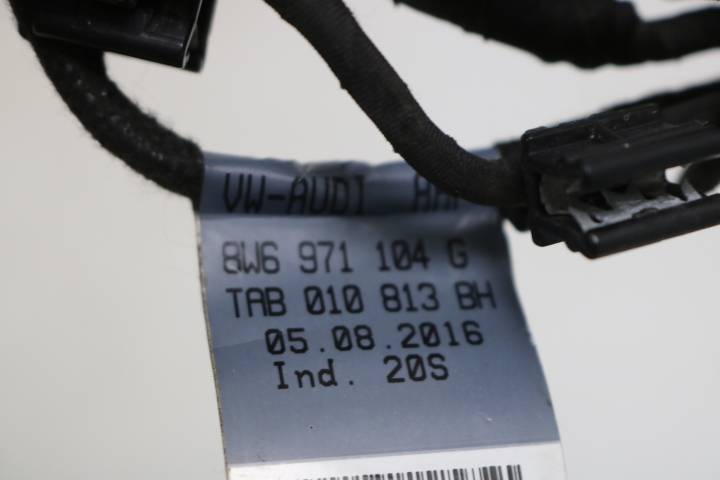 VW-AUDI
8W6 971 104 G
TAB 010 813 BH
05.08.2016
Ind. 20S